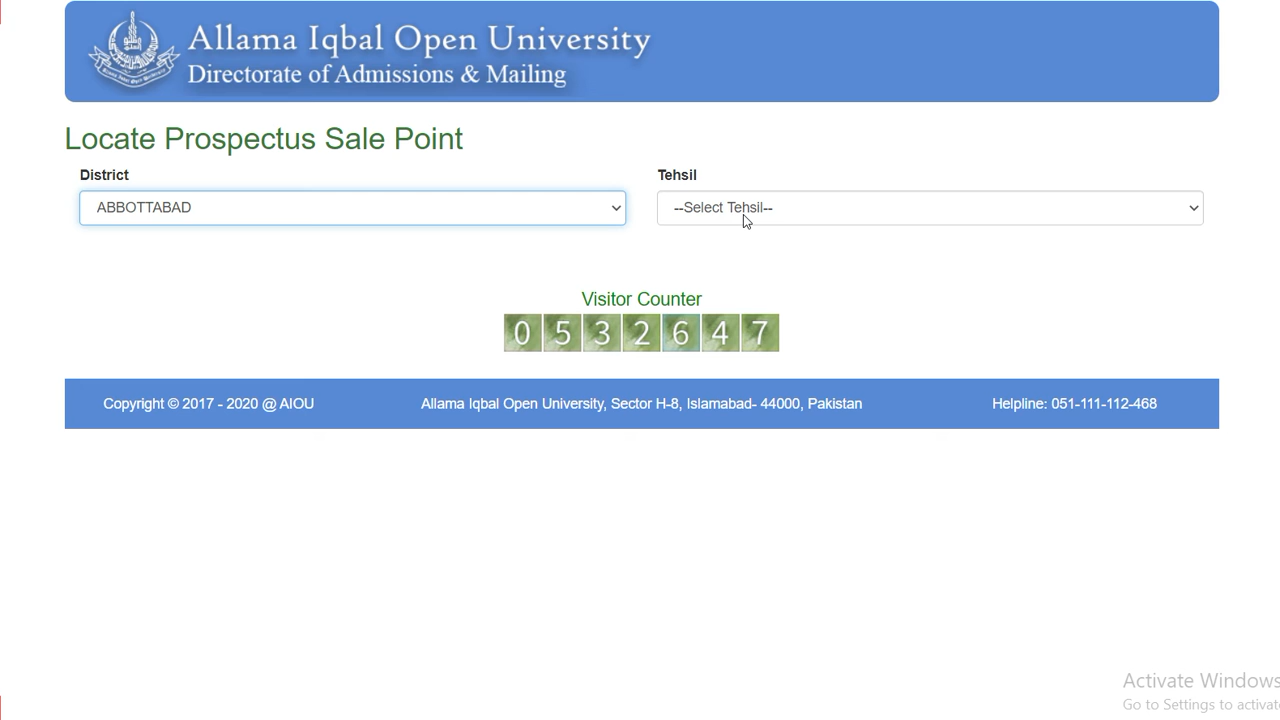 Allama Iqbal Open University
Directorate of Admissions & Mailing
Locate Prospectus Sale Point
District
Tehsil
ABBOTTABAD
--Select Tehsil--
Visitor Counter
0532647
Copyright © 2017 - 2020 @ AIOU
Allama Iqbal Open University, Sector H-8, Islamabad- 44000, Pakistan
Helpline: 051-111-112-468
Activate Windows
Go to Settings to activat